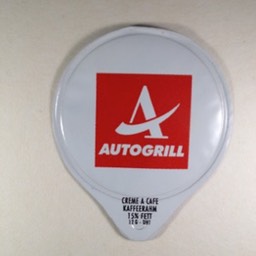 AUTOGRILL
CREME A CAFE
KAFFEERAHM
15% FETT